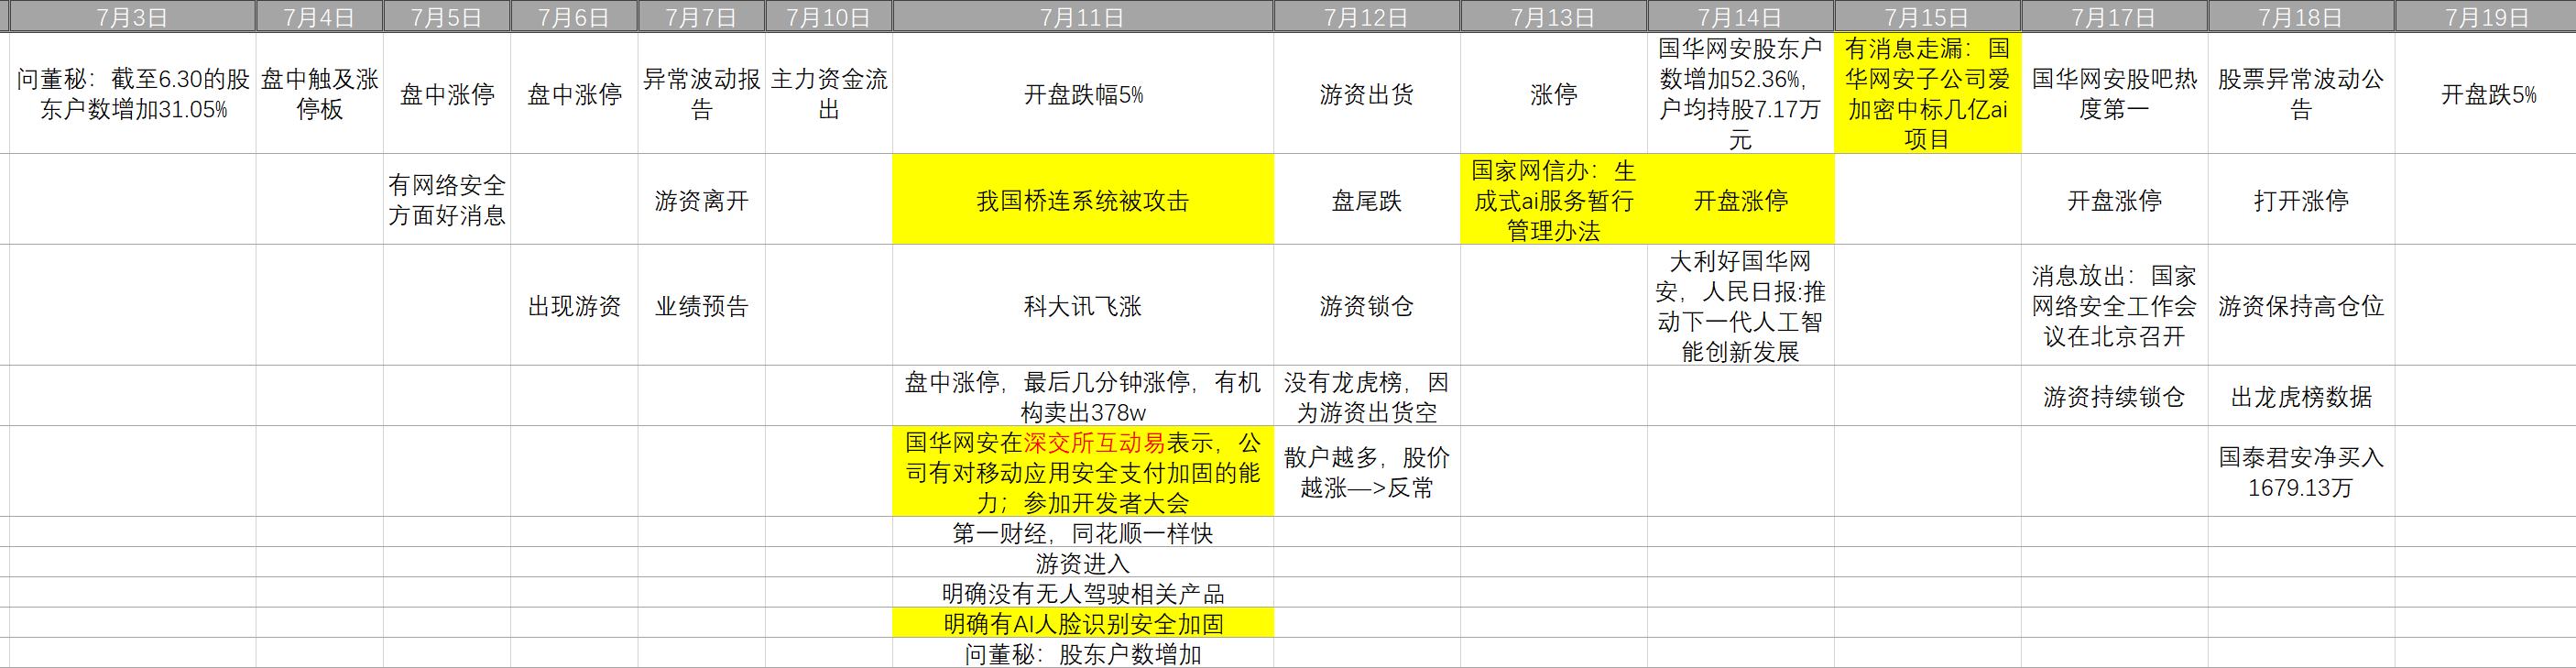 7月3日
7月4日
7月5日
7月6日
7月7日
7月10日
7月11日
7月12日
7月13日
7月14日
7月15日
7月17日
7月18日
7月19日
问董秘：截至6.30的股
东户数增加31.05%
盘中触及涨
停板
盘中涨停
盘中涨停
异常波动报
告
主力资金流
出
开盘跌幅5%
游资出货
涨停
国华网安股东户
数增加52.36%，
户均持股7.17万
元
有消息走漏：国
华网安子公司爱
加密中标几亿ai
项目
国华网安股吧热
度第一
股票异常波动公
告
开盘跌5%
有网络安全
方面好消息
游资离开
我国桥连系统被攻击
盘尾跌
国家网信办：生
成式ai服务暂行
管理办法
开盘涨停
开盘涨停
打开涨停
出现游资
业绩预告
科大讯飞涨
游资锁仓
大利好国华网
安，人民日报:推
动下一代人工智
能创新发展
消息放出：国家
网络安全工作会
议在北京召开
游资保持高仓位
盘中涨停，最后几分钟涨停，有机
构卖出378w
没有龙虎榜，因
为游资出货空
游资持续锁仓
出龙虎榜数据
国华网安在深交所互动易表示，公
司有对移动应用安全支付加固的能
力；参加开发者大会
散户越多，股价
越涨—>反常
国泰君安净买入
1679.13万
第一财经，同花顺一样快
游资进入
明确没有无人驾驶相关产品
明确有AI人脸识别安全加固
问董秘：股东户数增加